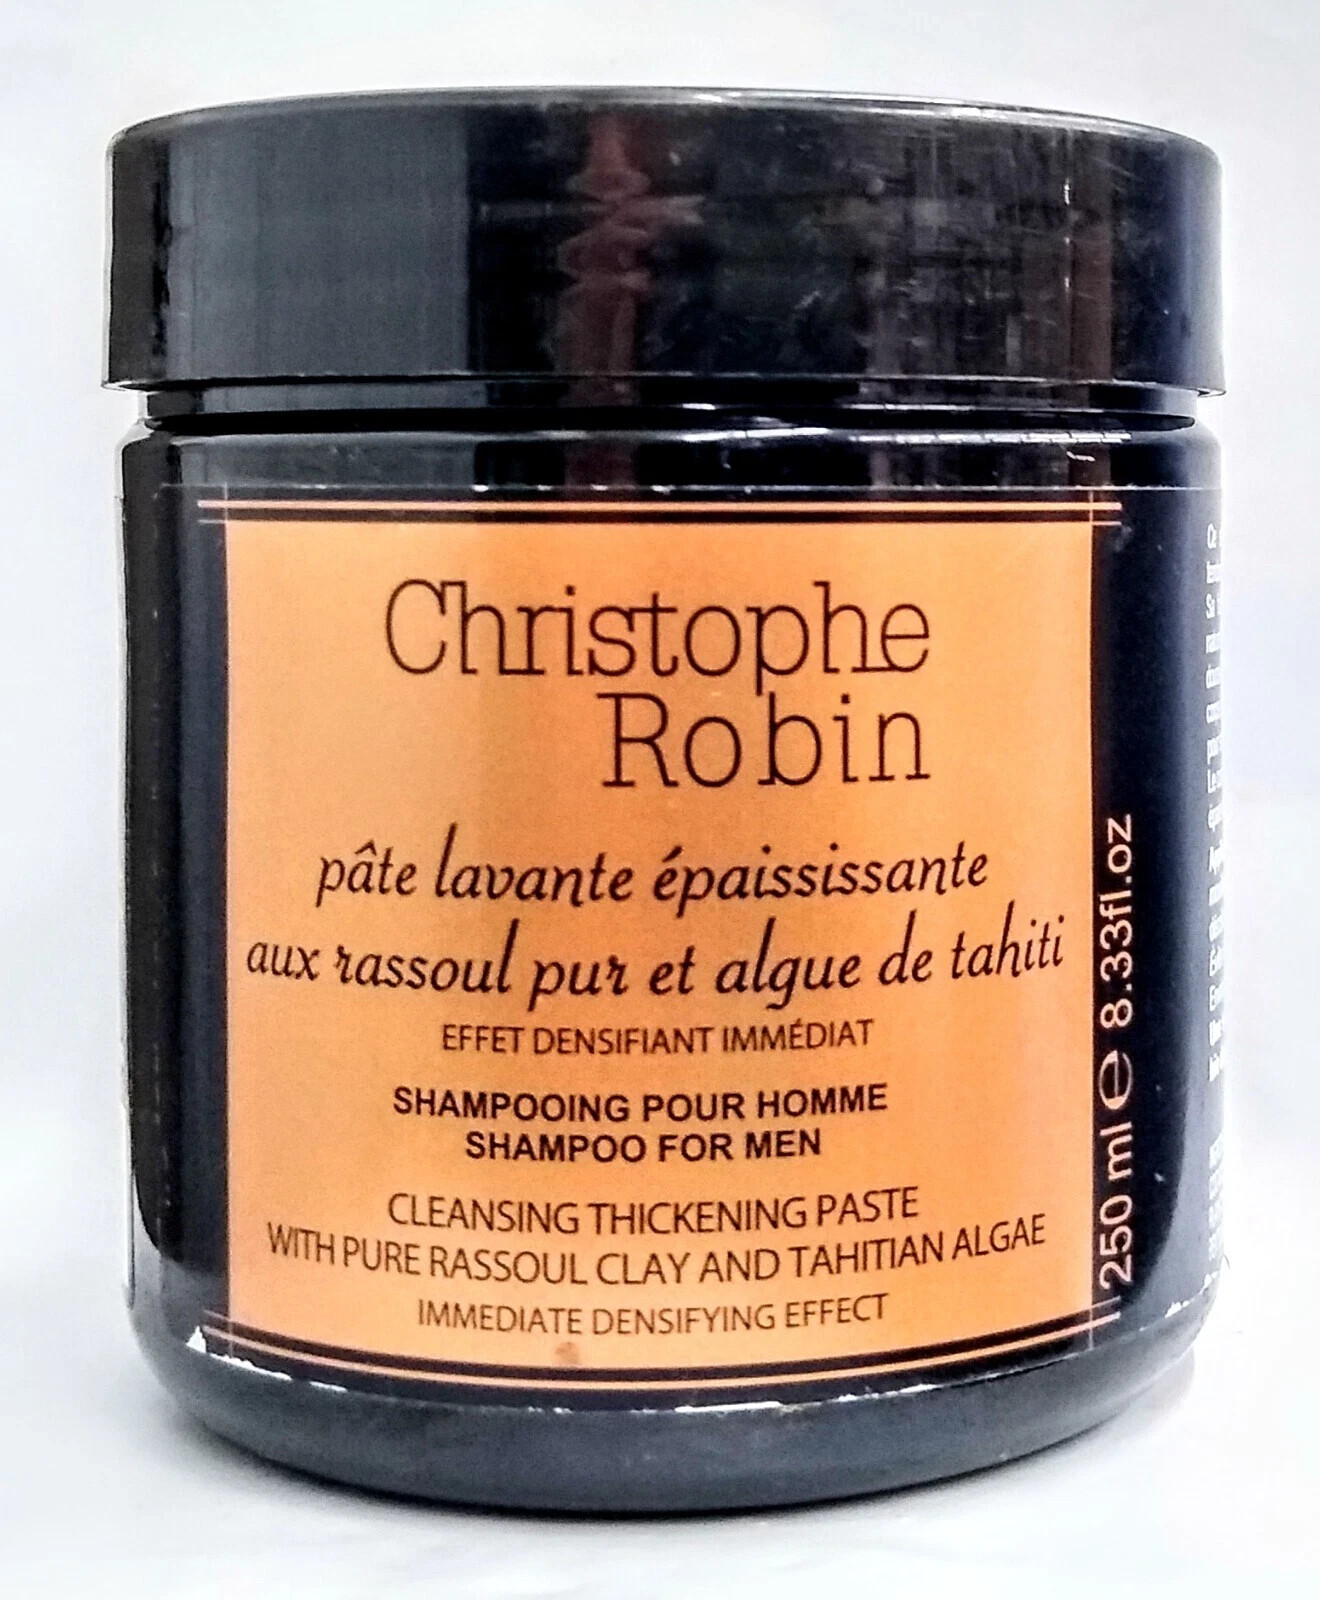 Christophe
Robin
pâte lavante épaississante
aux rassoul pur et algue de tahiti
EFFET DENSIFIANT IMMÉDIAT
SHAMPOOING POUR HOMME
SHAMPOO FOR MEN
CLEANSING THICKENING PASTE
WITH PURE RASSOUL CLAY AND TAHITIAN ALGAE
IMMEDIATE DENSIFYING EFFECT
250 ml e 8.33fl.oz